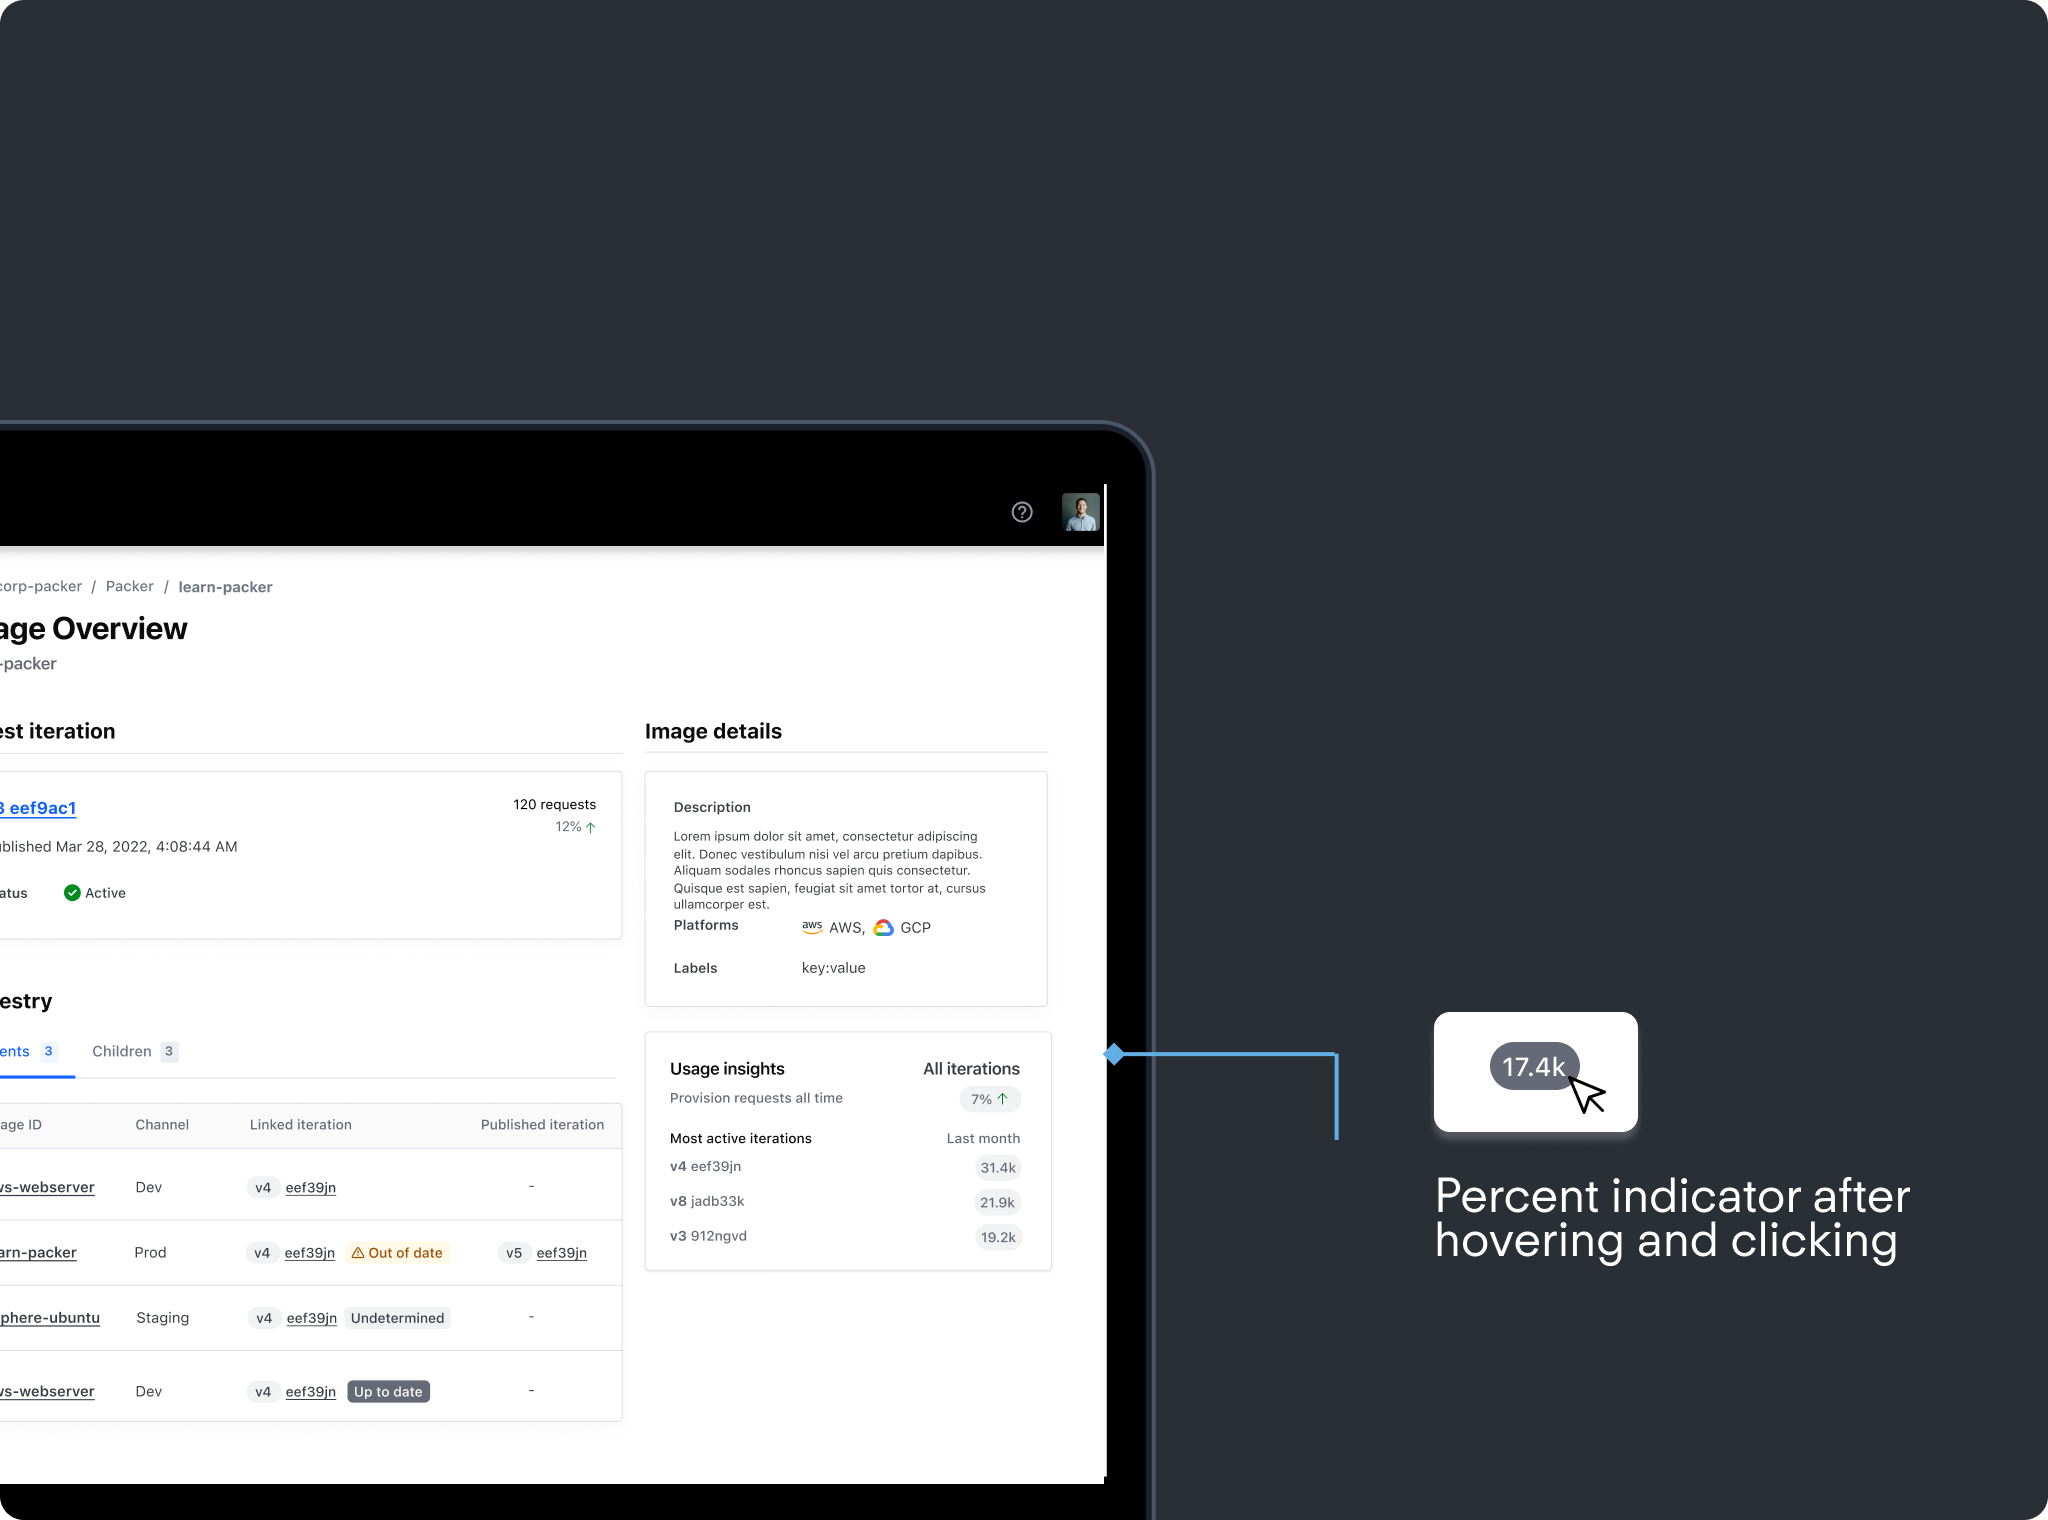 corp-packer / Packer / learn-packer
age Overview
-packer
est iteration
3 eef9ac1
120 requests
12%
ublished Mar 28, 2022, 4:08:44 AM
atus Active
estry
ents 3 Children 3
age ID Channel Linked iteration Published iteration
ws-webserver Dev v4 eef39jn -
arn-packer Prod v4 eef39jn Out of date v5 eef39jn
phere-ubuntu Staging v4 eef39jn Undetermined -
ws-webserver Dev v4 eef39jn Up to date -
Image details
Description
Lorem ipsum dolor sit amet, consectetur adipiscing
elit. Donec vestibulum nisi vel arcu pretium dapibus.
Aliquam sodales rhoncus sapien quis consectetur.
Quisque est sapien, feugiat sit amet tortor at, cursus
ullamcorper est.
Platforms aws AWS, GCP
Labels key:value
Usage insights All iterations
Provision requests all time 7%
Most active iterations Last month
v4 eef39jn 31.4k
v8 jadb33k 21.9k
v3 912ngvd 19.2k
17.4k
Percent indicator after
hovering and clicking